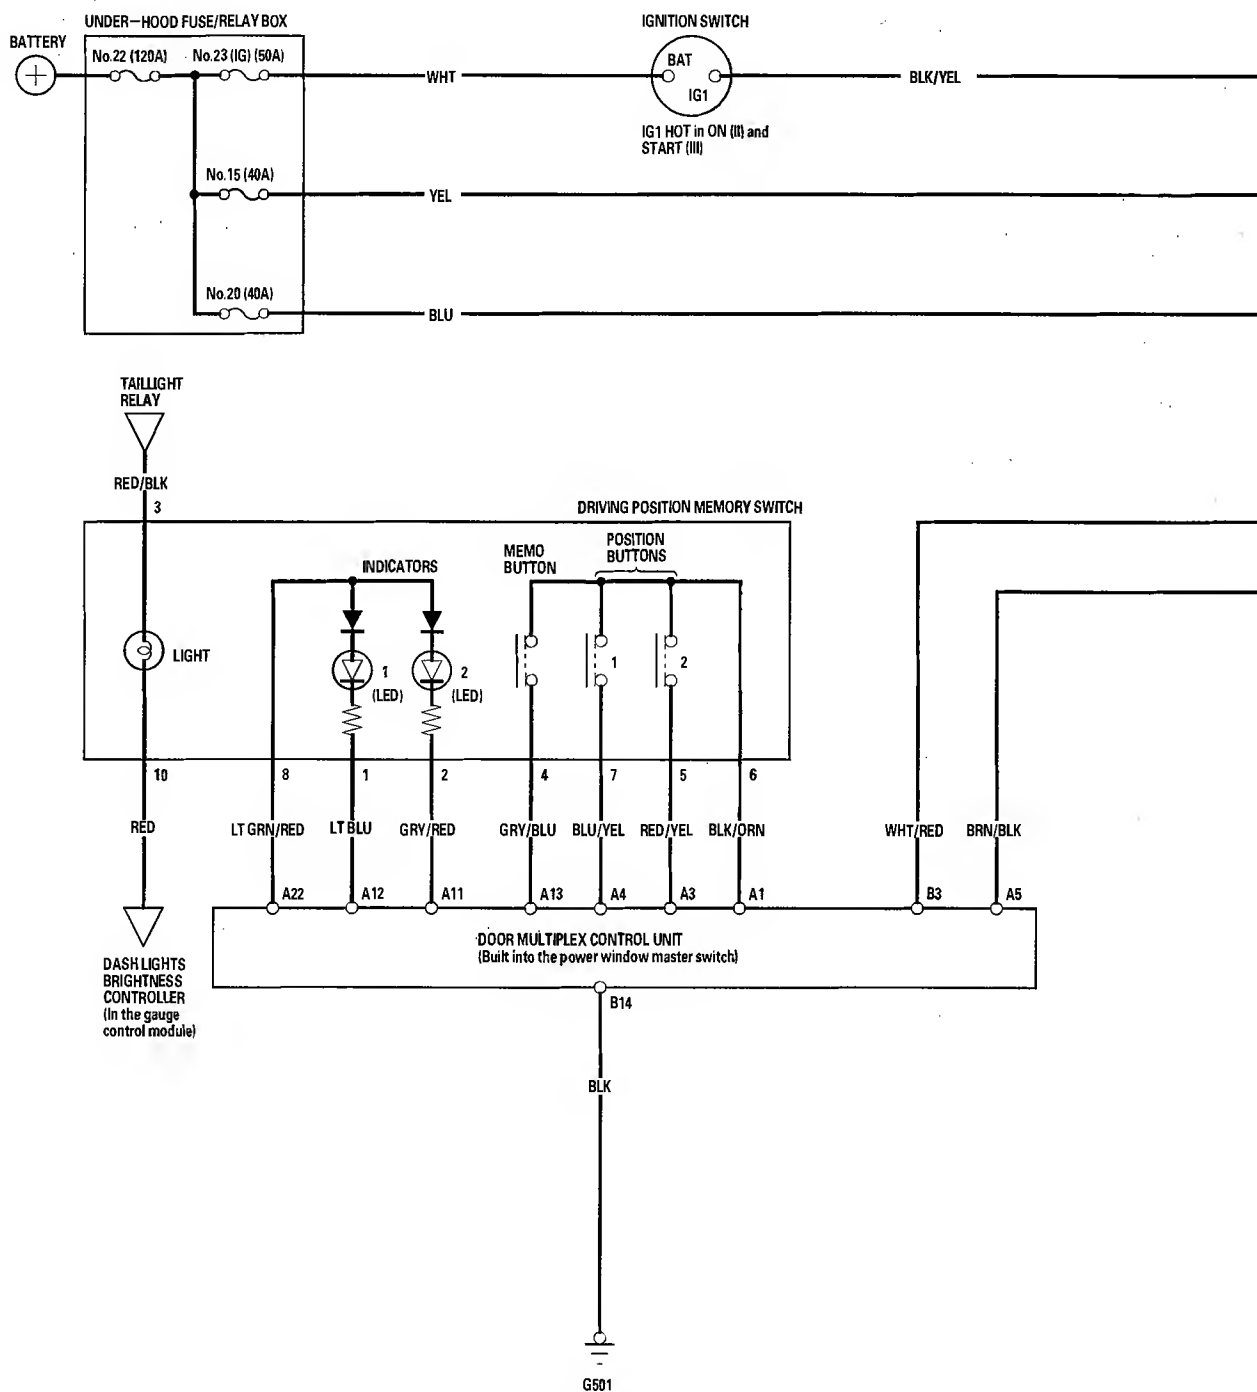 UNDER-HOOD FUSE/RELAY BOX
IGNITION SWITCH
BATTERY
No.22 (120A)
No.23 (IG) (50A)
BAT
WHT
BLK/YEL
IG1
IG1 HOT in ON (II) and
START (III)
No.15 (40A)
YEL
No.20 (40A)
BLU
TAILLIGHT
RELAY
RED/BLK
3
DRIVING POSITION MEMORY SWITCH
POSITION
BUTTONS
MEMO
BUTTON
INDICATORS
LIGHT
1
(LED)
2
(LED)
1
2
10
8
1
2
4
7
5
6
RED
LT GRN/RED
LT BLU
GRY/RED
GRY/BLU
BLU/YEL
RED/YEL
BLK/ORN
WHT/RED
BRN/BLK
A22
A12
A11
A13
A4
A3
A1
B3
A5
DOOR MULTIPLEX CONTROL UNIT
(Built into the power window master switch)
DASH LIGHTS
BRIGHTNESS
CONTROLLER
(In the gauge
control module)
B14
BLK
G501